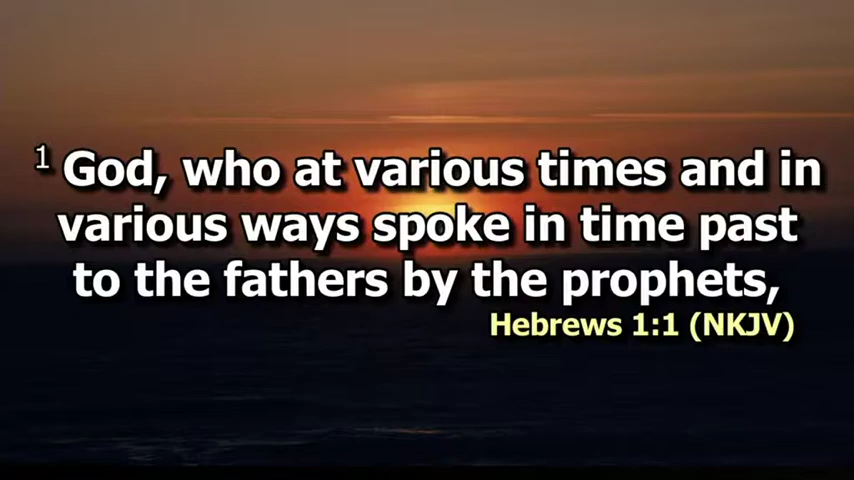 1 God, who at various times and in
various ways spoke in time past
to the fathers by the prophets,
Hebrews 1:1 (NKJV)